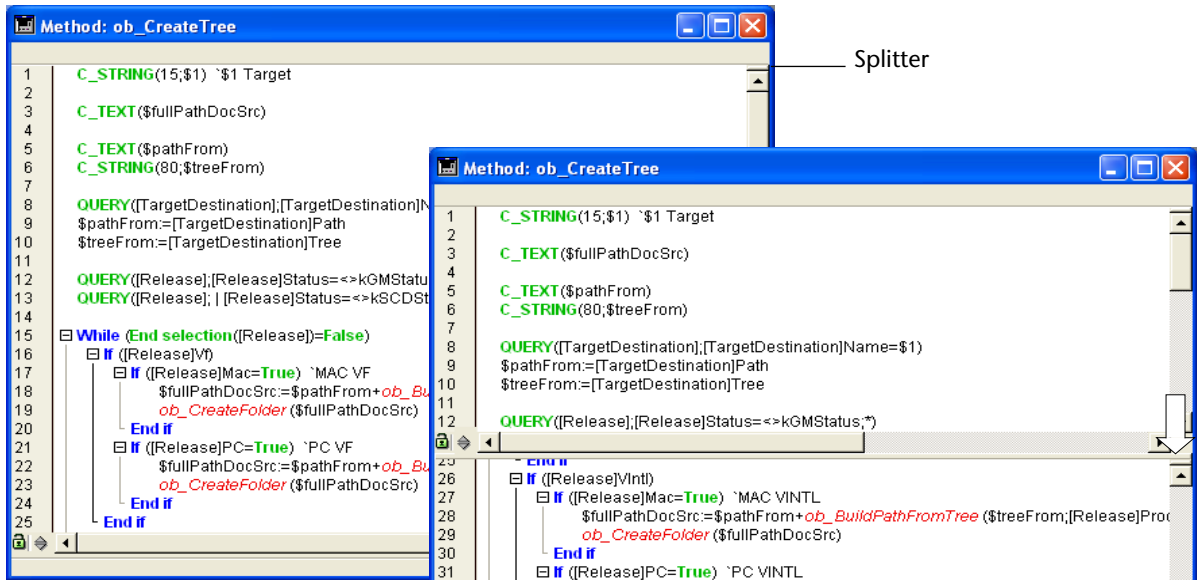 Method: ob_CreateTree
Splitter
1 C_STRING(15;$1) `$1 Target
2
3 C_TEXT($fullPathDocSrc)
4
5 C_TEXT($pathFrom)
6 C_STRING(80;$treeFrom)
7
8 QUERY([TargetDestination];[TargetDestination]N
9 $pathFrom:=[TargetDestination]Path
10 $treeFrom:=[TargetDestination]Tree
11
12 QUERY([Release];[Release]Status=<>kGMStatu
13 QUERY([Release]; | [Release]Status=<>kSCDSt
14
15 While (End selection([Release])=False)
16 If ([Release]Vf)
17 If ([Release]Mac=True) `MAC VF
18 $fullPathDocSrc:=$pathFrom+ob_Bu
19 ob_CreateFolder ($fullPathDocSrc)
20 End if
21 If ([Release]PC=True) `PC VF
22 $fullPathDocSrc:=$pathFrom+ob_Bu
23 ob_CreateFolder ($fullPathDocSrc)
24 End if
25 End if
Method: ob_CreateTree
1 C_STRING(15;$1) `$1 Target
2
3 C_TEXT($fullPathDocSrc)
4
5 C_TEXT($pathFrom)
6 C_STRING(80;$treeFrom)
7
8 QUERY([TargetDestination];[TargetDestination]Name=$1)
9 $pathFrom:=[TargetDestination]Path
10 $treeFrom:=[TargetDestination]Tree
11
12 QUERY([Release];[Release]Status=<>kGMStatus;*)
25 End if
26 If ([Release]VIntl)
27 If ([Release]Mac=True) `MAC VINTL
28 $fullPathDocSrc:=$pathFrom+ob_BuildPathFromTree ($treeFrom;[Release]Proc
29 ob_CreateFolder ($fullPathDocSrc)
30 End if
31 If ([Release]PC=True) `PC VINTL